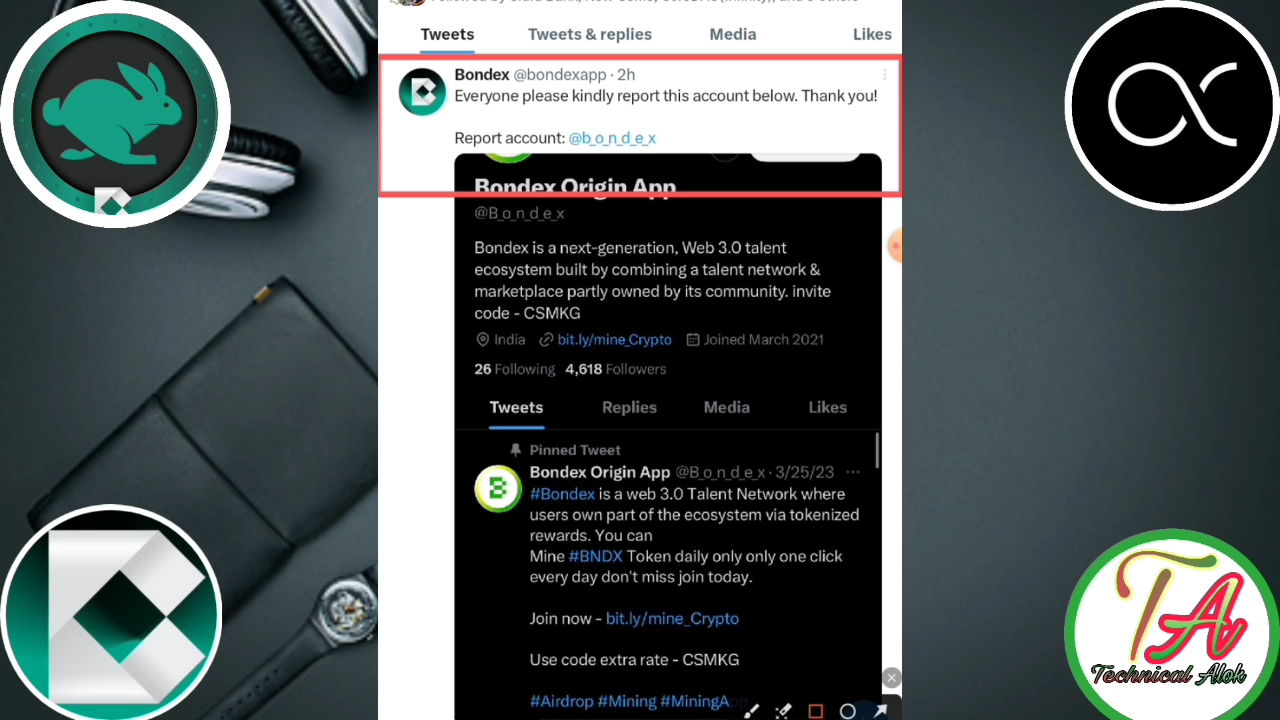 Tweets
Tweets & replies
Media
Likes
Bondex @bondexapp · 2h
Everyone please kindly report this account below. Thank you!
Report account: @b_o_n_d_e_x
Bondex Origin App
@B_o_n_d_e_x
Bondex is a next-generation, Web 3.0 talent
ecosystem built by combining a talent network &
marketplace partly owned by its community. invite
code - CSMKG
India bit.ly/mine_Crypto Joined March 2021
26 Following 4,618 Followers
Tweets Replies Media Likes
Pinned Tweet
Bondex Origin App @B_o_n_d_e_x · 3/25/23
#Bondex is a web 3.0 Talent Network where
users own part of the ecosystem via tokenized
rewards. You can
Mine #BNDX Token daily only only one click
every day don't miss join today.
Join now - bit.ly/mine_Crypto
Use code extra rate - CSMKG
#Airdrop #Mining #MiningApp
TA
Technical Alok